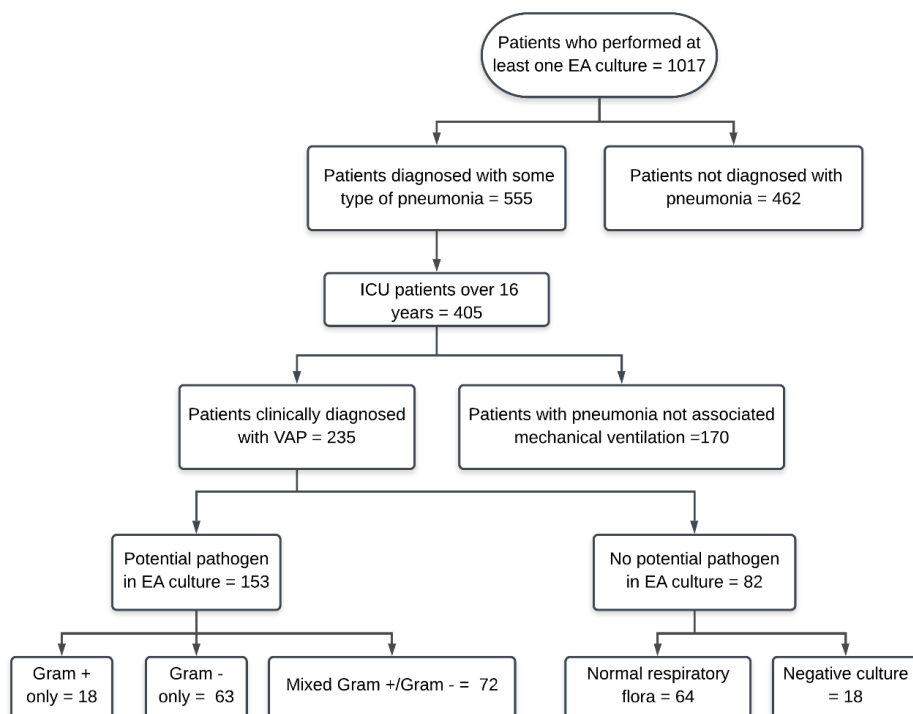 Patients who performed at
least one EA culture = 1017
Patients diagnosed with some
type of pneumonia = 555
Patients not diagnosed with
pneumonia = 462
ICU patients over 16
years = 405
Patients clinically diagnosed
with VAP = 235
Patients with pneumonia not associated
mechanical ventilation =170
Potential pathogen
in EA culture = 153
No potential pathogen
in EA culture = 82
Gram +
only = 18
Gram -
only =  63
Mixed Gram +/Gram - =  72
Normal respiratory
flora = 64
Negative culture
= 18